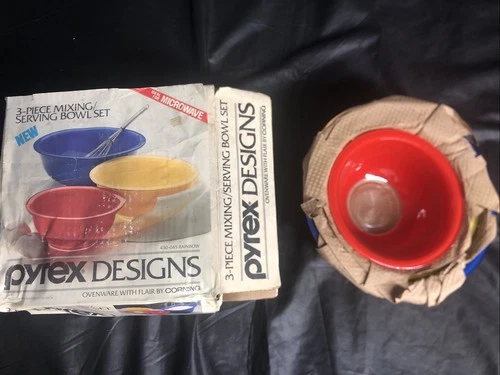 3-PIECE MIXING/
SERVING BOWL SET
NEW
MICROWAVE
pyrex DESIGNS
OVENWARE WITH FLAIR BY CORNING
3-PIECE MIXING/SERVING BOWL SET
pyrex DESIGNS
OVENWARE WITH FLAIR BY CORNING